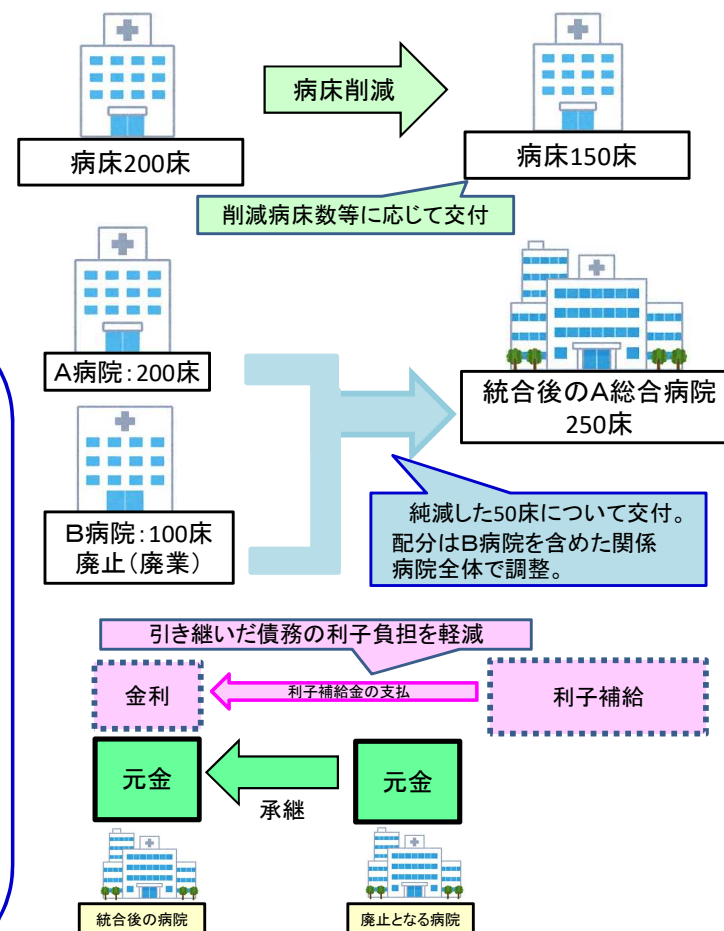 病床削減
病床200床
病床150床
削減病床数等に応じて交付
A病院:200床
B病院:100床
廃止(廃業)
統合後のA総合病院
250床
純減した50床について交付。
配分はB病院を含めた関係
病院全体で調整。
引き継いだ債務の利子負担を軽減
金利
利子補給金の支払
利子補給
元金
承継
元金
統合後の病院
廃止となる病院